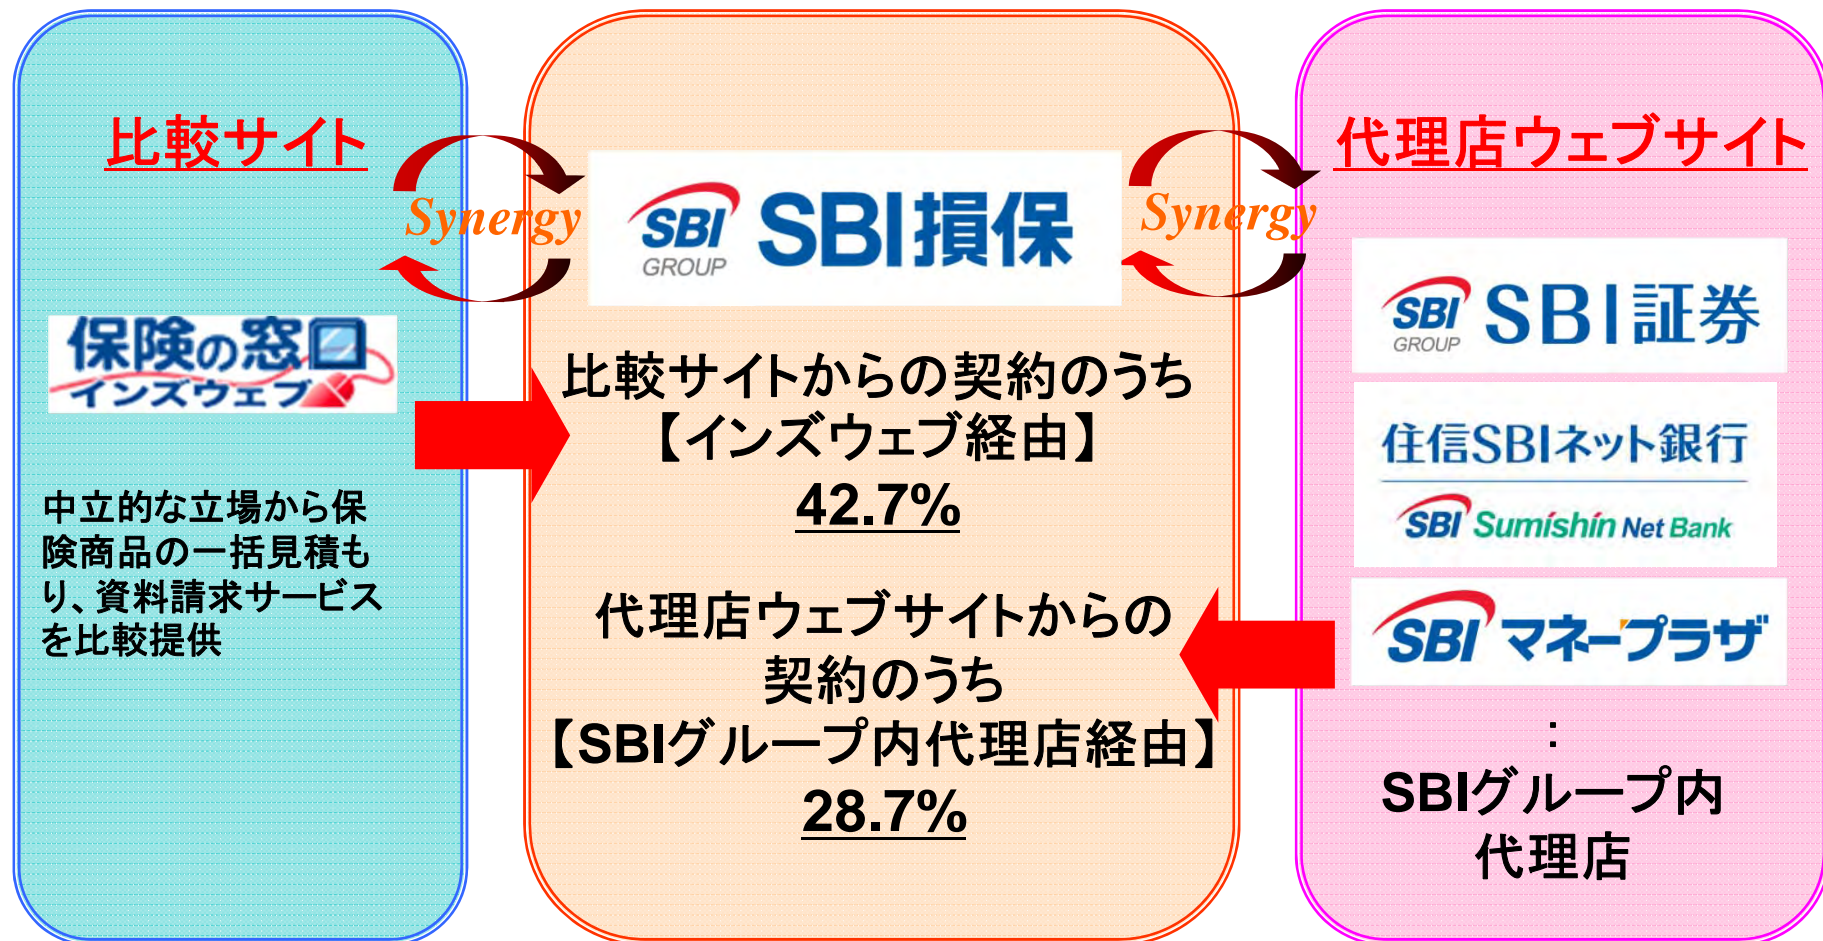 比較サイト
Synergy
保険の窓口
インズウェブ
中立的な立場から保
険商品の一括見積も
り、資料請求サービス
を比較提供
SBI
GROUP
SBI損保
比較サイトからの契約のうち
【インズウェブ経由】
42.7%
代理店ウェブサイトからの
契約のうち
【SBIグループ内代理店経由】
28.7%
Synergy
代理店ウェブサイト
SBI
GROUP
SBI証券
住信SBIネット銀行
SBI Sumishin Net Bank
SBI マネープラザ
:
SBIグループ内
代理店